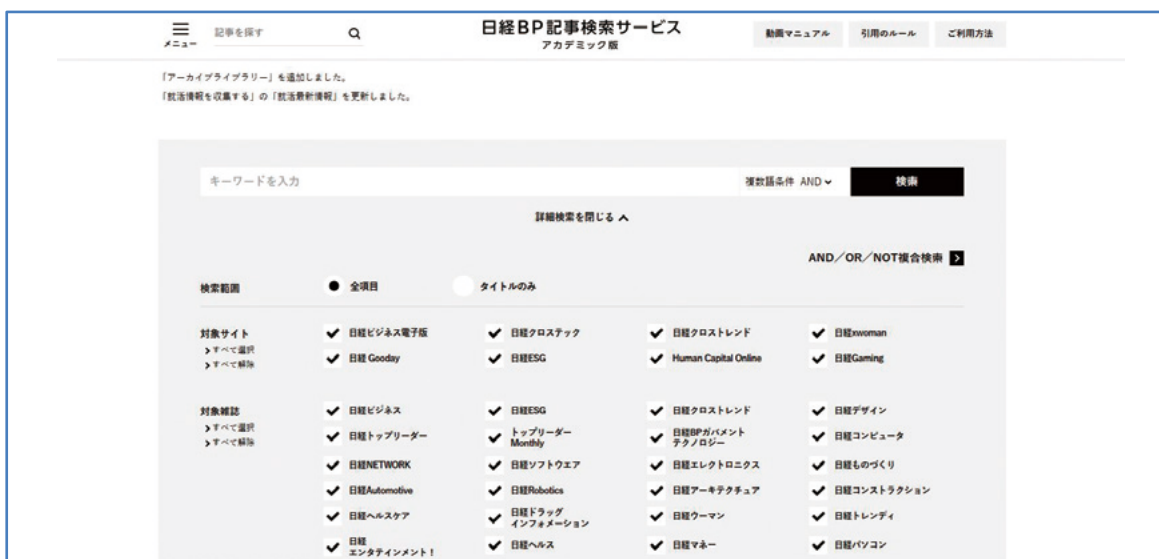 メニュー
記事を探す
日経BP記事検索サービス
アカデミック版
動画マニュアル
引用のルール
ご利用方法
「アーカイブライブラリー」を追加しました。
「就活情報を収集する」の「就活最新情報」を更新しました。
キーワードを入力
複数語条件 AND
検索
詳細検索を閉じる
AND/OR/NOT複合検索
検索範囲
全項目
タイトルのみ
対象サイト
すべて選択
すべて解除
日経ビジネス電子版
日経クロステック
日経クロストレンド
日経xwoman
日経 Gooday
日経ESG
Human Capital Online
日経Gaming
対象雑誌
すべて選択
すべて解除
日経ビジネス
日経ESG
日経クロストレンド
日経デザイン
日経トップリーダー
トップリーダー
Monthly
日経BPガバメント
テクノロジー
日経コンピュータ
日経NETWORK
日経ソフトウエア
日経エレクトロニクス
日経ものづくり
日経Automotive
日経Robotics
日経アーキテクチュア
日経コンストラクション
日経ヘルスケア
日経ドラッグ
インフォメーション
日経ウーマン
日経トレンディ
日経
エンタテインメント!
日経ヘルス
日経マネー
日経パソコン